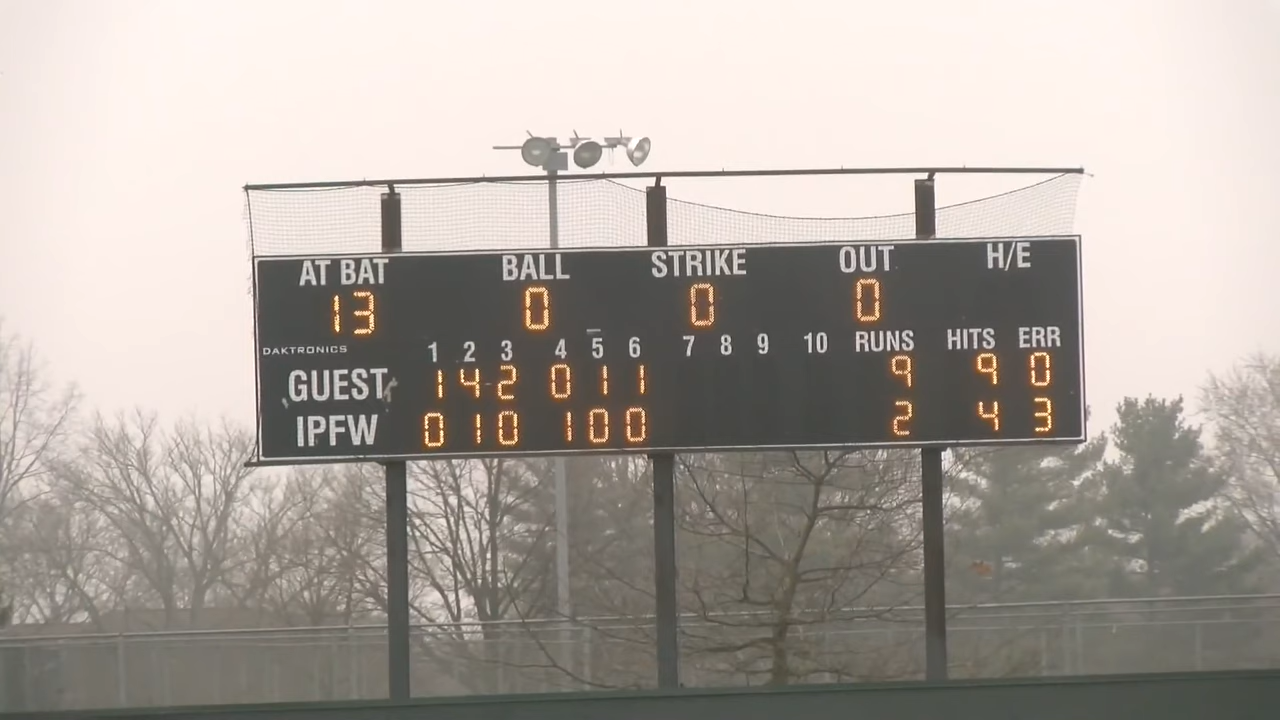 AT BAT BALL STRIKE OUT H/E
13 0 0 0
DAKTRONICS 1 2 3 4 5 6 7 8 9 10 RUNS HITS ERR
GUEST 1 4 2 0 1 1 9 9 0
IPFW 0 1 0 1 0 0 2 4 3